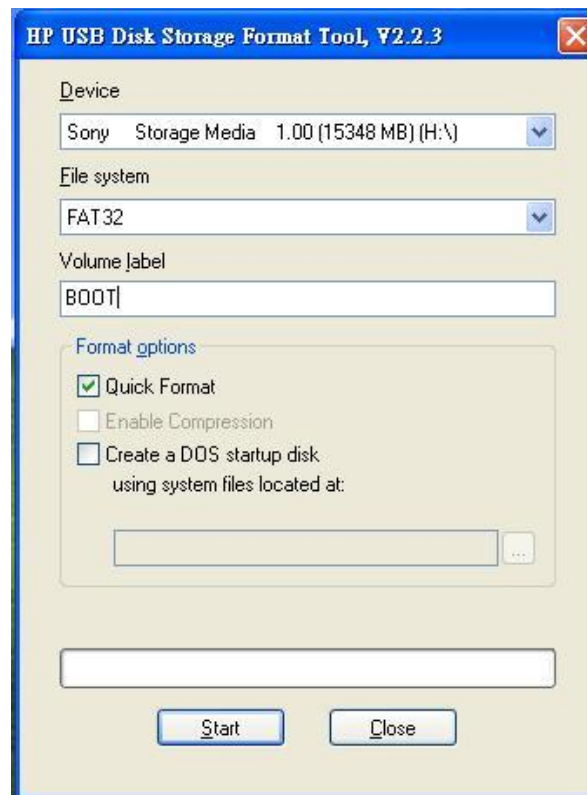 HP USB Disk Storage Format Tool, V2.2.3
Device
Sony Storage Media 1.00 (15348 MB) (H:\)
File system
FAT32
Volume label
BOOT
Format options
Quick Format
Enable Compression
Create a DOS startup disk
using system files located at:
...
Start
Close